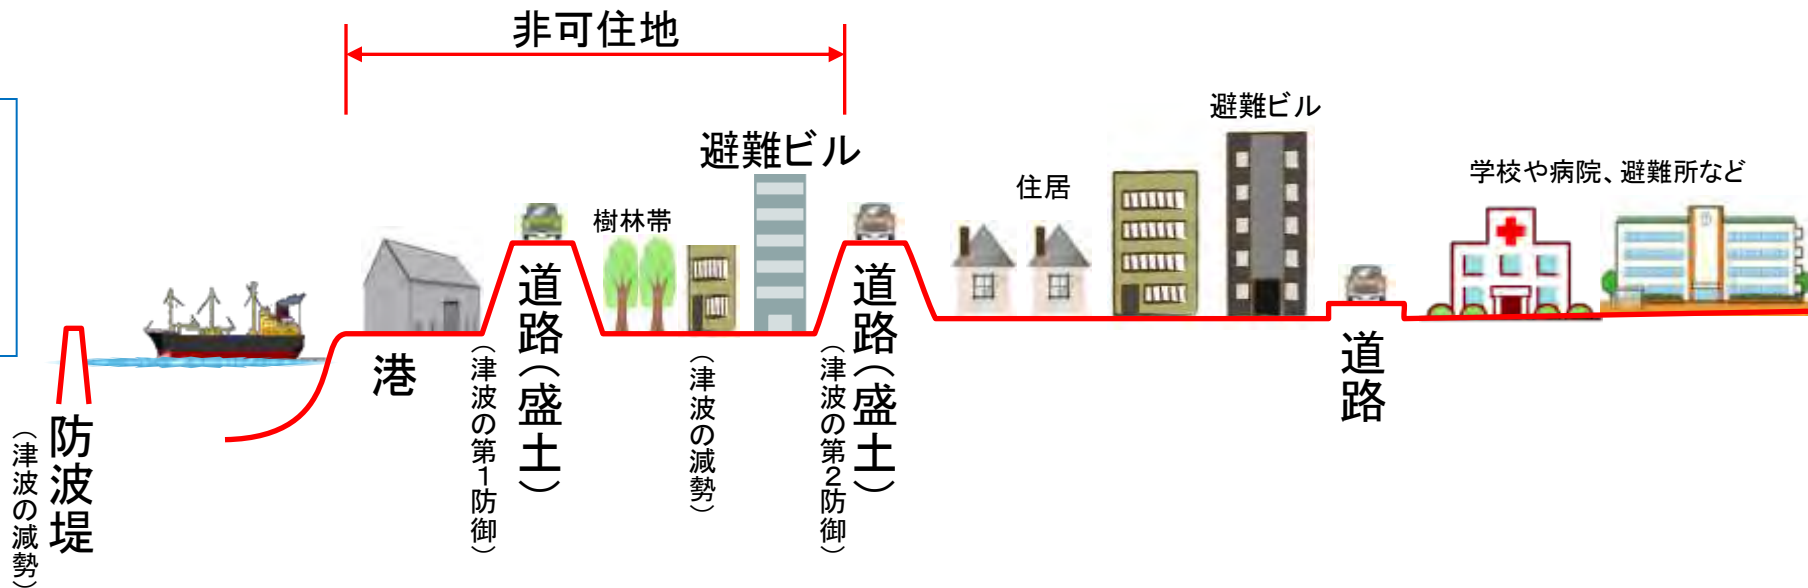 非可住地
避難ビル
避難ビル
樹林帯
住居
学校や病院、避難所など
防波堤
(津波の減勢)
港
道路(盛土)
(津波の第1防御)
(津波の減勢)
道路(盛土)
(津波の第2防御)
道路